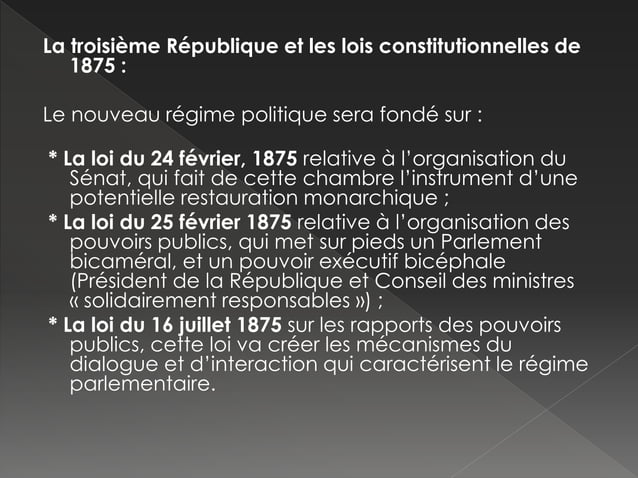 La troisième République et les lois constitutionnelles de
1875 :
Le nouveau régime politique sera fondé sur :
* La loi du 24 février, 1875 relative à l’organisation du
Sénat, qui fait de cette chambre l’instrument d’une
potentielle restauration monarchique ;
* La loi du 25 février 1875 relative à l’organisation des
pouvoirs publics, qui met sur pieds un Parlement
bicaméral, et un pouvoir exécutif bicéphale
(Président de la République et Conseil des ministres
« solidairement responsables ») ;
* La loi du 16 juillet 1875 sur les rapports des pouvoirs
publics, cette loi va créer les mécanismes du
dialogue et d’interaction qui caractérisent le régime
parlementaire.